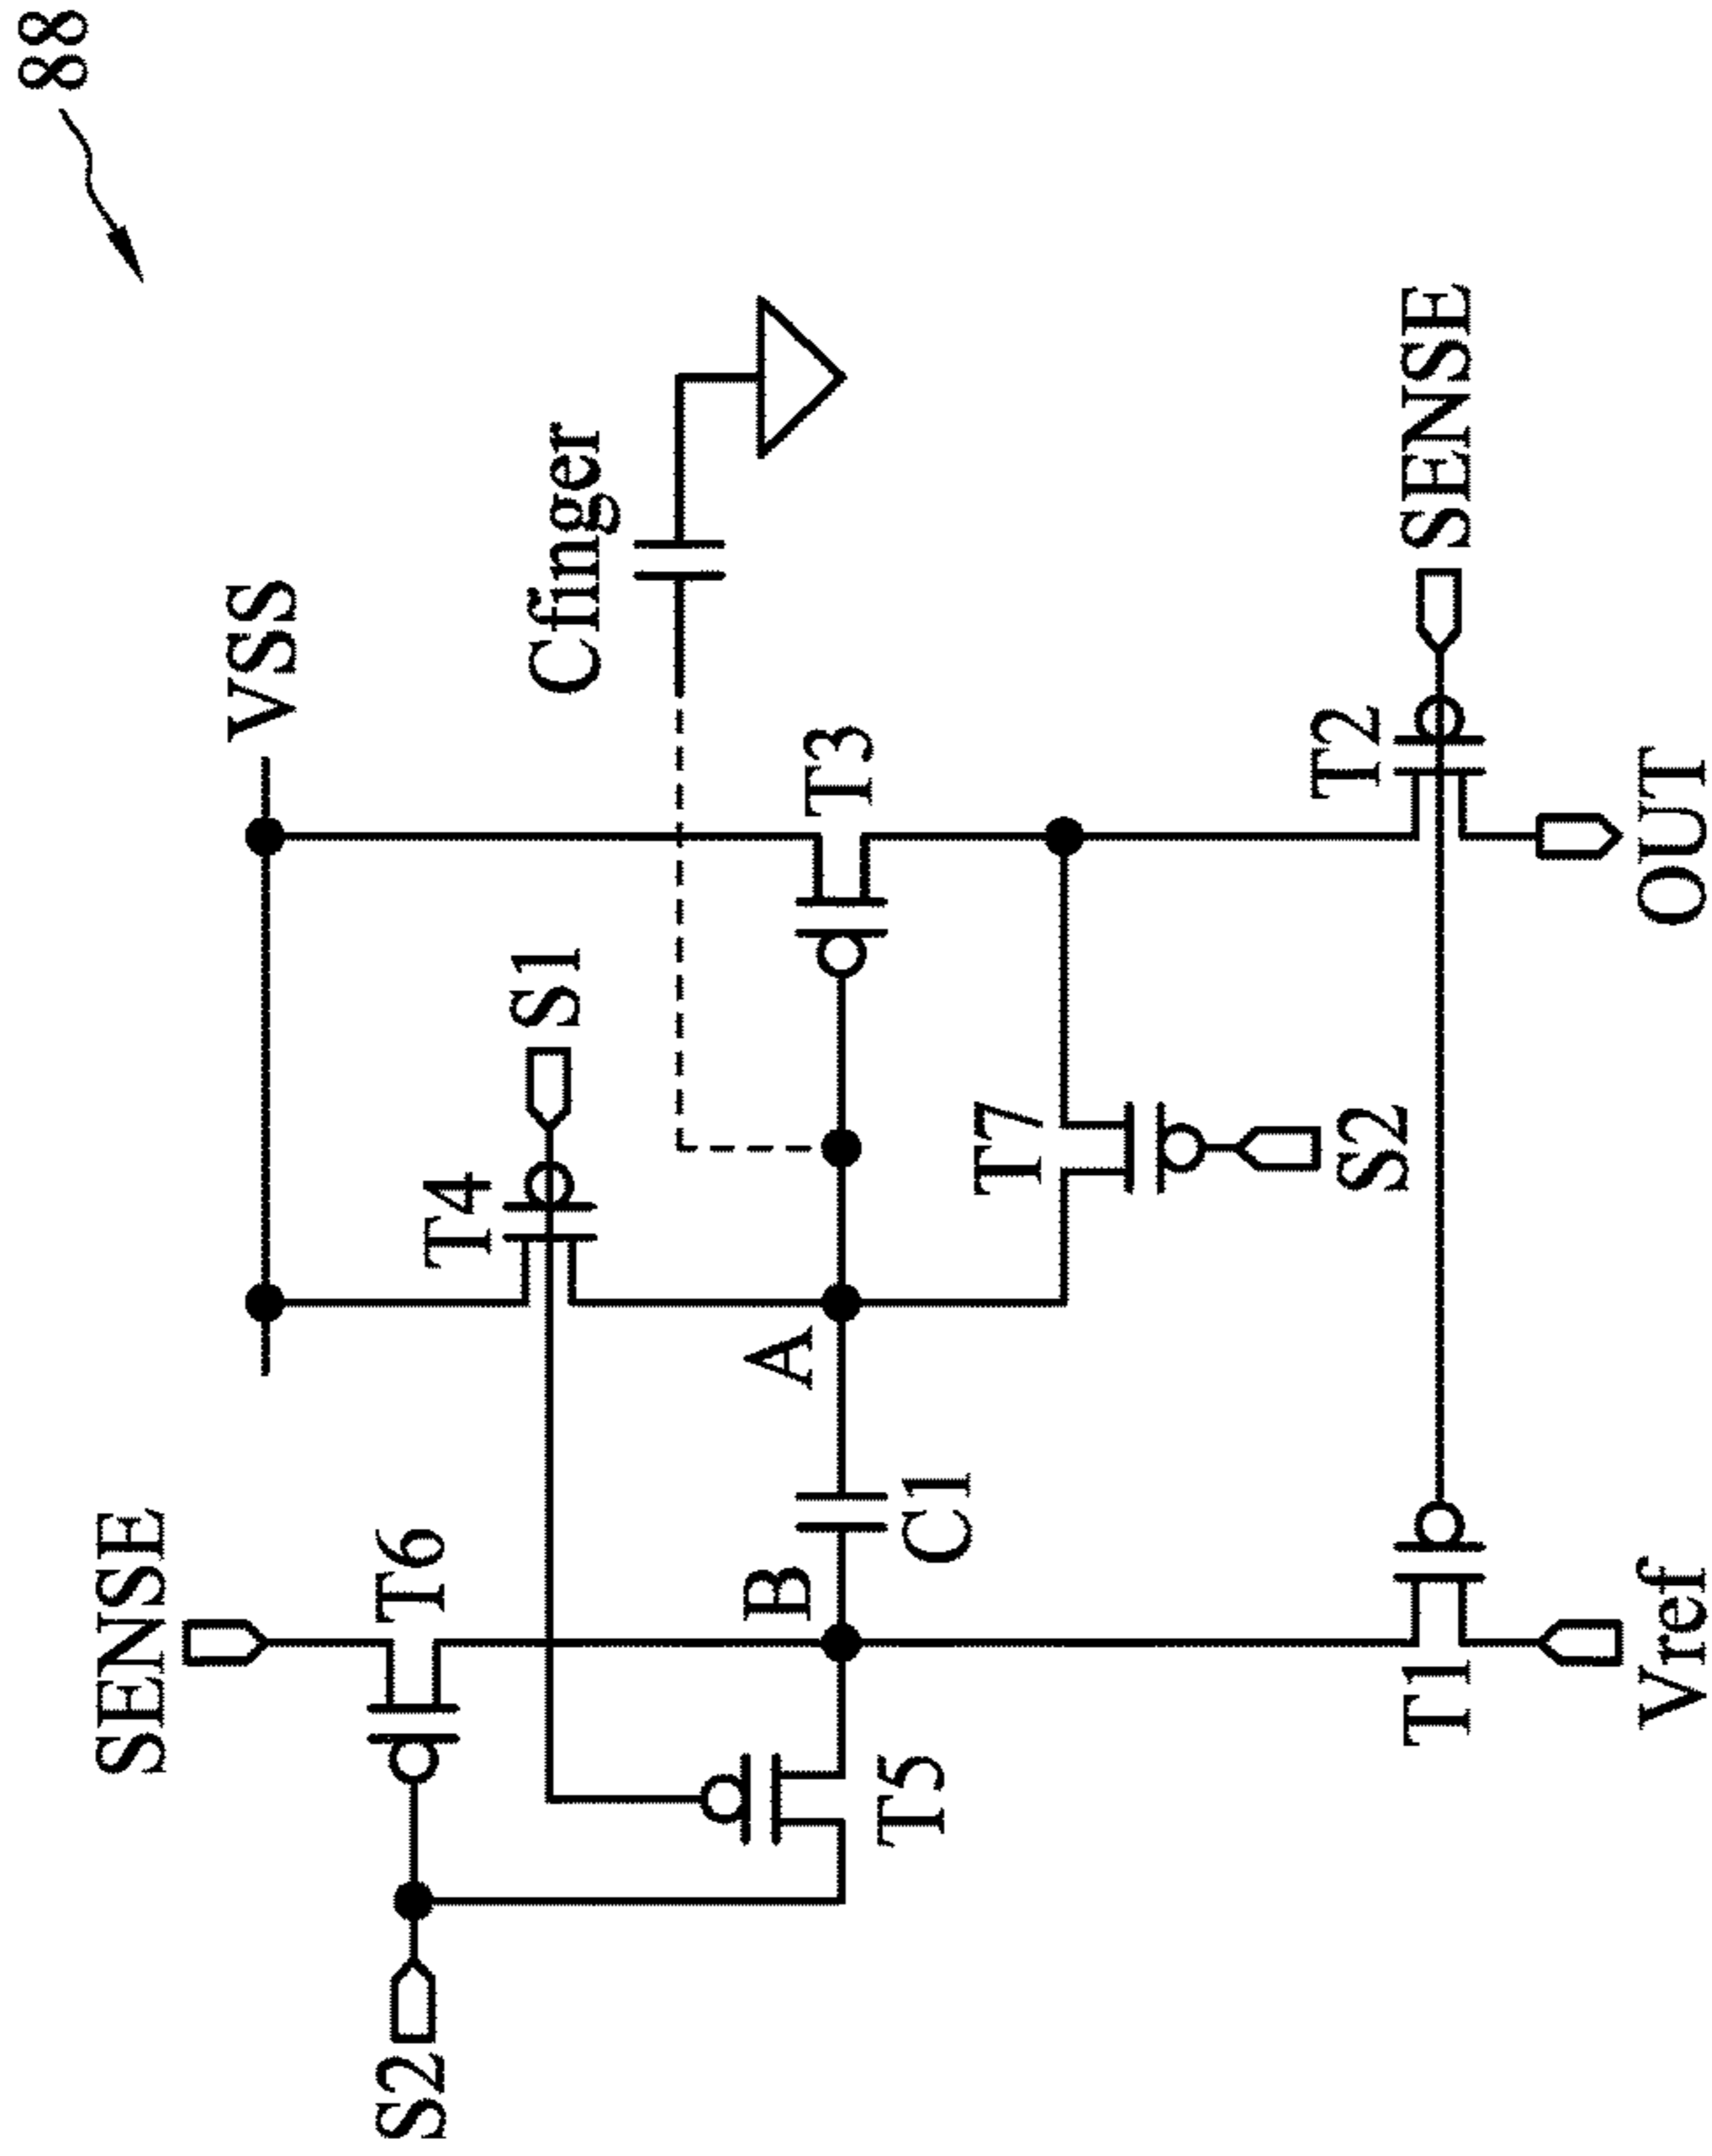 88
SENSE
VSS
S2
T6
T4
S1
Cfinger
B
A
T3
T5
C1
T7
S2
T2
T1
SENSE
Vref
OUT